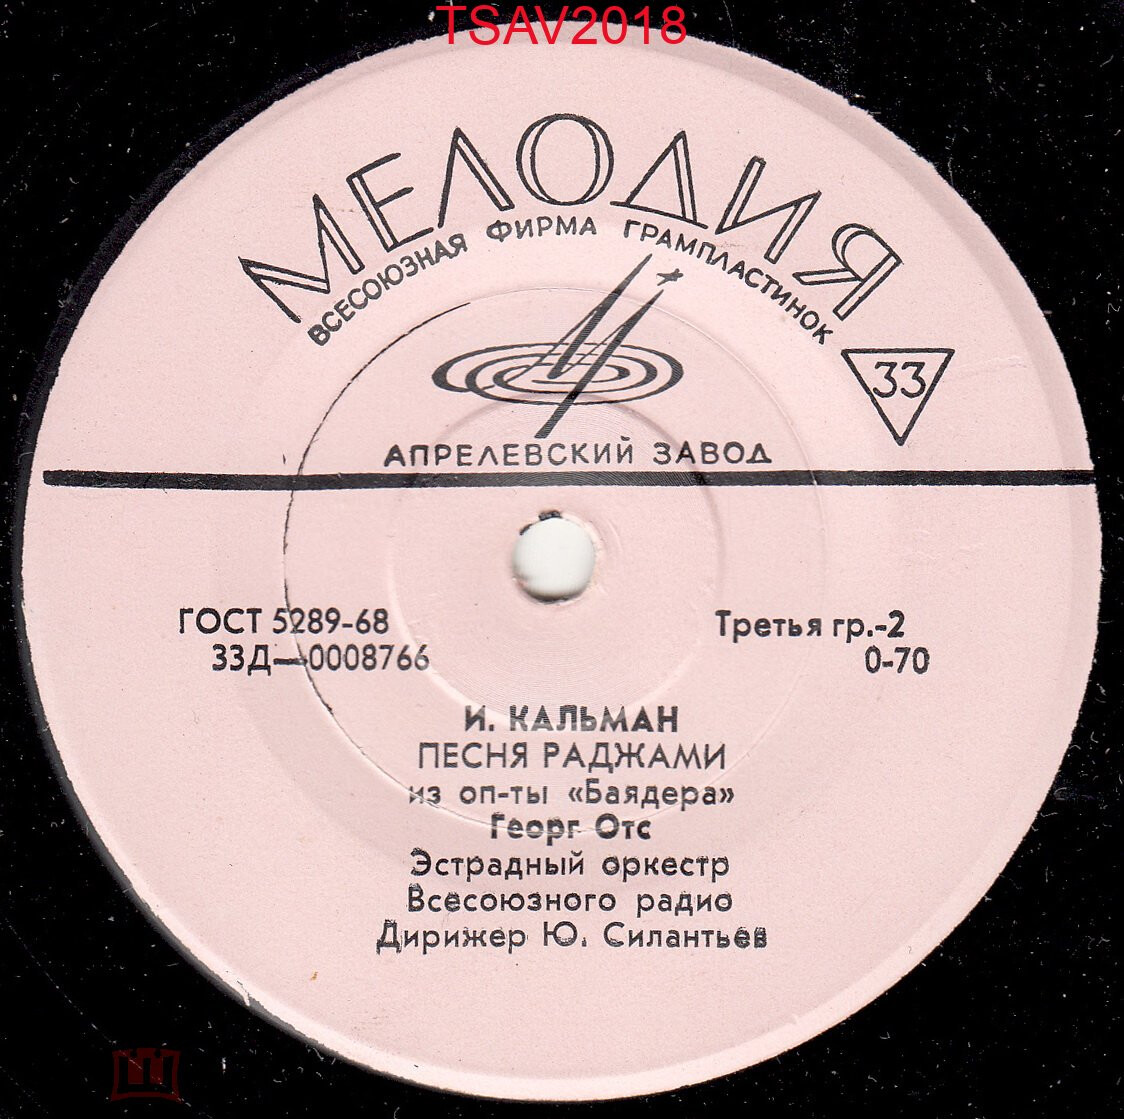 TSAV2018
МЕЛОДИЯ
ВСЕСОЮЗНАЯ ФИРМА ГРАМПЛАСТИНОК
33
АПРЕЛЕВСКИЙ ЗАВОД
ГОСТ 5289-68
Третья гр.-2
33Д—0008766
0-70
И. КАЛЬМАН
ПЕСНЯ РАДЖАМИ
из оп-ты «Баядера»
Георг Отс
Эстрадный оркестр
Всесоюзного радио
Дирижер Ю. Силантьев